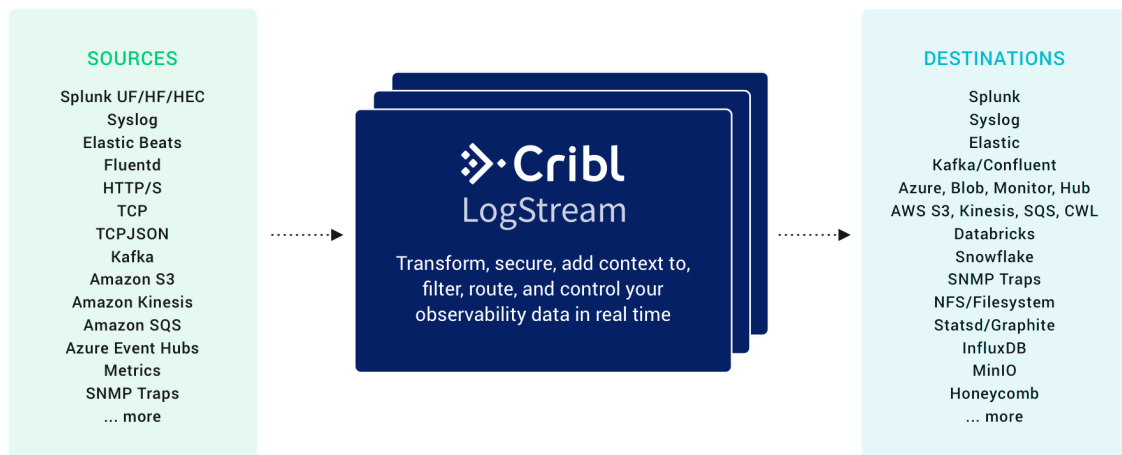 SOURCES
Splunk UF/HF/HEC
Syslog
Elastic Beats
Fluentd
HTTP/S
TCP
TCPJSON
Kafka
Amazon S3
Amazon Kinesis
Amazon SQS
Azure Event Hubs
Metrics
SNMP Traps
... more
Cribl
LogStream
Transform, secure, add context to,
filter, route, and control your
observability data in real time
DESTINATIONS
Splunk
Syslog
Elastic
Kafka/Confluent
Azure, Blob, Monitor, Hub
AWS S3, Kinesis, SQS, CWL
Databricks
Snowflake
SNMP Traps
NFS/Filesystem
Statsd/Graphite
InfluxDB
MinIO
Honeycomb
... more